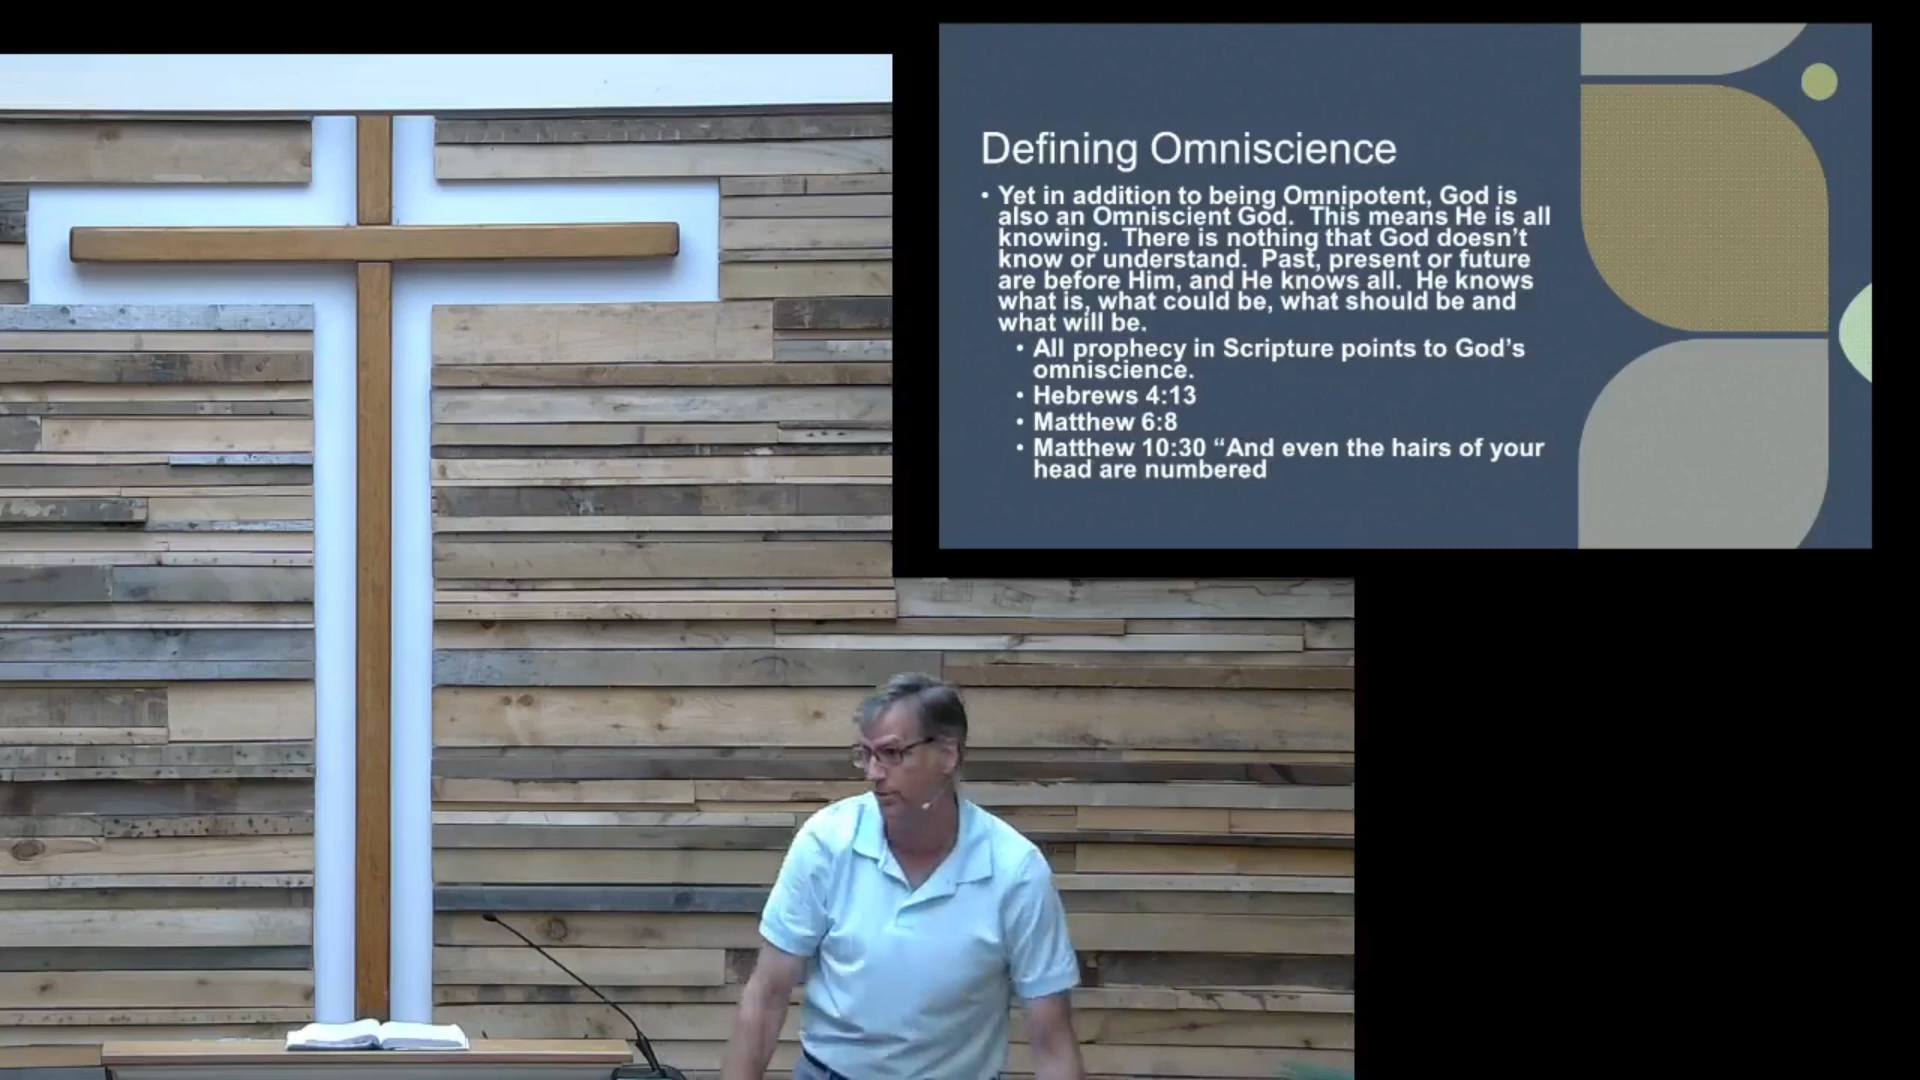 Defining Omniscience
• Yet in addition to being Omnipotent, God is
also an Omniscient God.  This means He is all
knowing.  There is nothing that God doesn’t
know or understand.  Past, present or future
are before Him, and He knows all.  He knows
what is, what could be, what should be and
what will be.
• All prophecy in Scripture points to God’s
omniscience.
• Hebrews 4:13
• Matthew 6:8
• Matthew 10:30 “And even the hairs of your
head are numbered